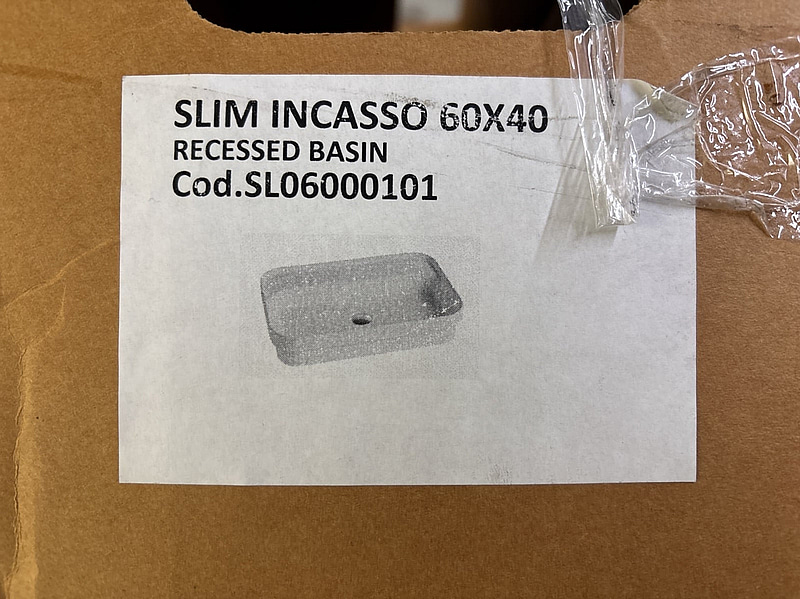 SLIM INCASSO 60X40
RECESSED BASIN
Cod.SL06000101